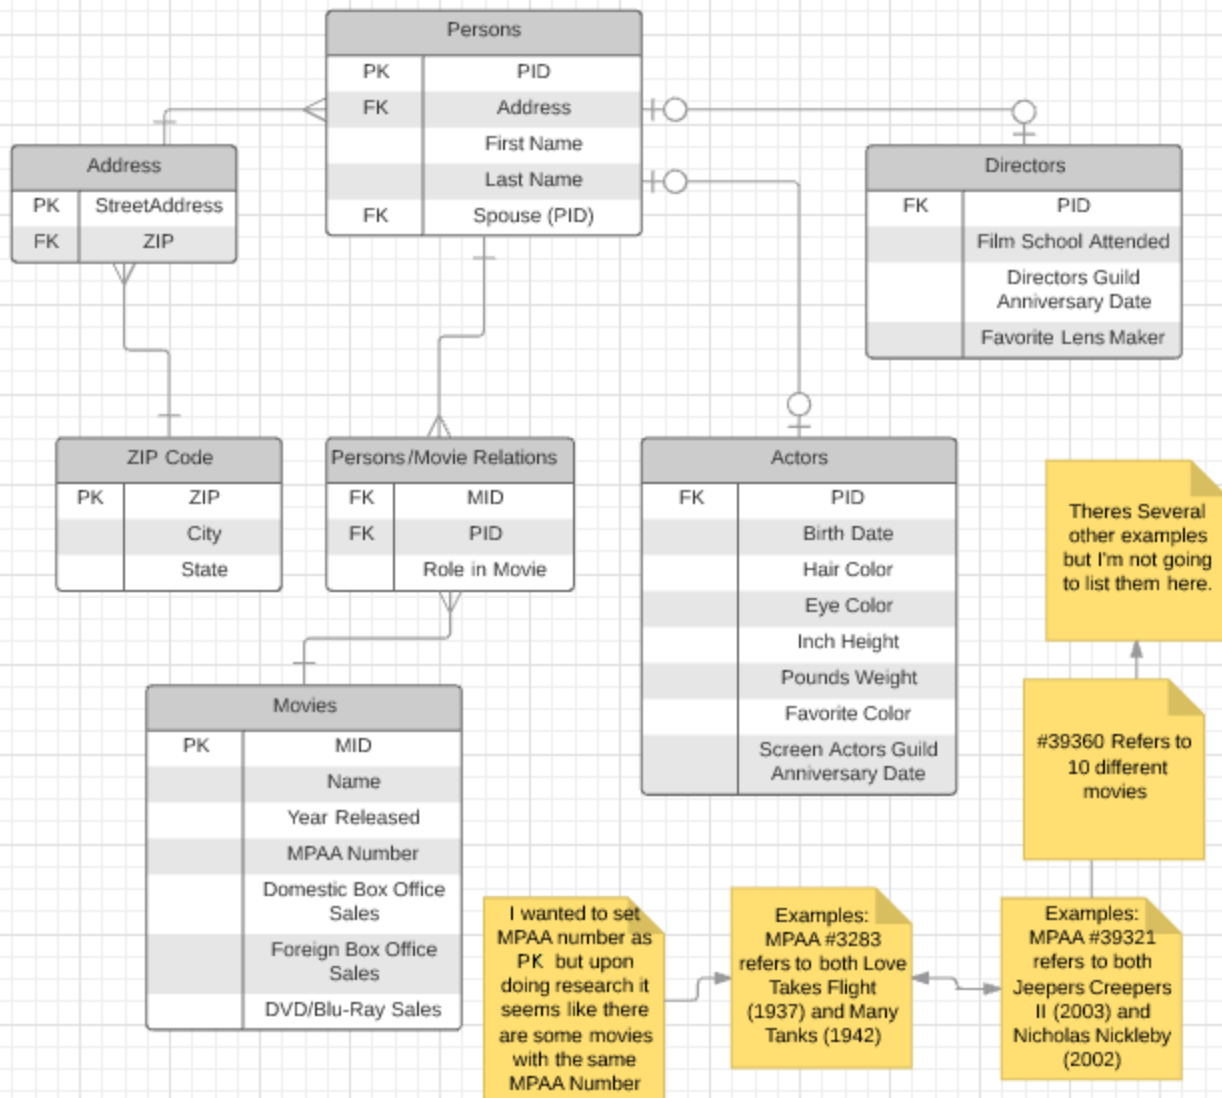 Persons
PK PID
FK Address
First Name
Last Name
FK Spouse (PID)
Address
PK StreetAddress
FK ZIP
Directors
FK PID
Film School Attended
Directors Guild
Anniversary Date
Favorite Lens Maker
ZIP Code
PK ZIP
City
State
Persons/Movie Relations
FK MID
FK PID
Role in Movie
Actors
FK PID
Birth Date
Hair Color
Eye Color
Inch Height
Pounds Weight
Favorite Color
Screen Actors Guild
Anniversary Date
Movies
PK MID
Name
Year Released
MPAA Number
Domestic Box Office
Sales
Foreign Box Office
Sales
DVD/Blu-Ray Sales
Theres Several
other examples
but I'm not going
to list them here.
#39360 Refers to
10 different
movies
I wanted to set
MPAA number as
PK but upon
doing research it
seems like there
are some movies
with the same
MPAA Number
Examples:
MPAA #3283
refers to both Love
Takes Flight
(1937) and Many
Tanks (1942)
Examples:
MPAA #39321
refers to both
Jeepers Creepers
II (2003) and
Nicholas Nickleby
(2002)